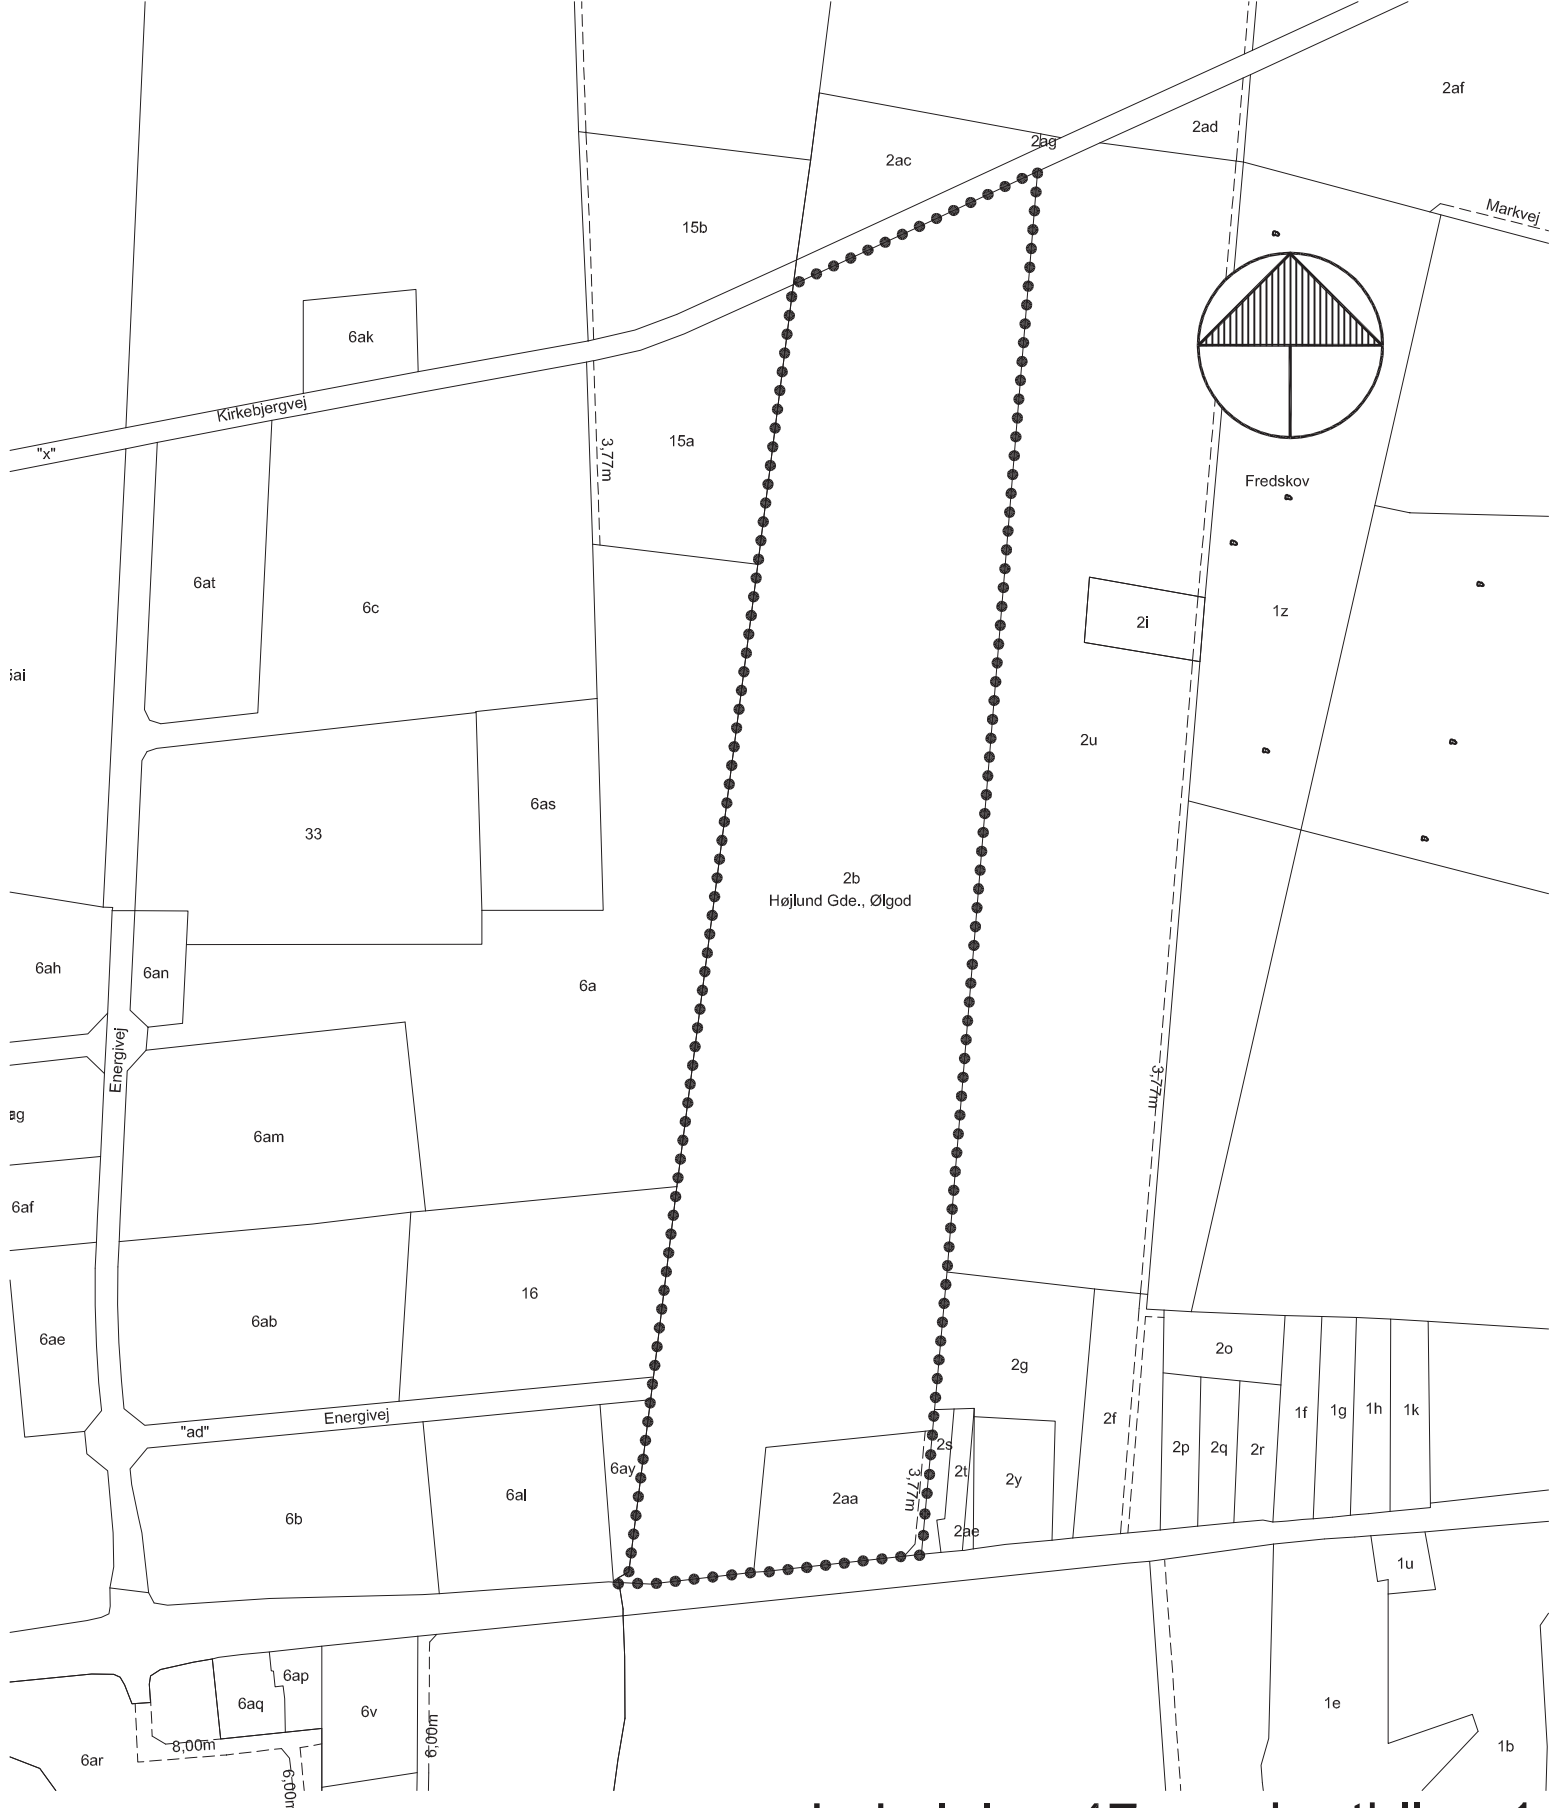 2af
2ag
2ad
2ac
Markvej
15b
6ak
Kirkebjergvej
"x"
15a
3,77m
Fredskov
6at
6c
2i
1z
2u
6as
33
2b
Højlund Gde., Ølgod
6ah
6an
6a
Energivej
3,77m
6am
6af
16
6ab
6ae
2o
2g
1f
1g
1h
1k
2f
Energivej
"ad"
2p
2q
2r
2s
2t
2y
6ay
3,77m
2aa
6al
6b
2ae
1u
6ap
6aq
6v
1e
8,00m
6,00m
6ar
1b
6,00m